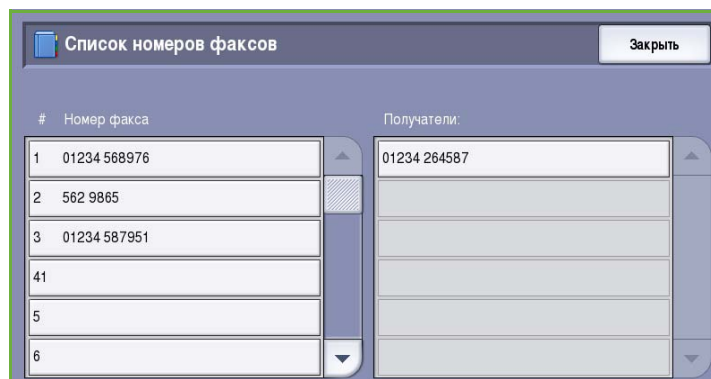 Список номеров факсов
Закрыть
# Номер факса
Получатели:
1 01234 568976
01234 264587
2 562 9865
3 01234 587951
41
5
6